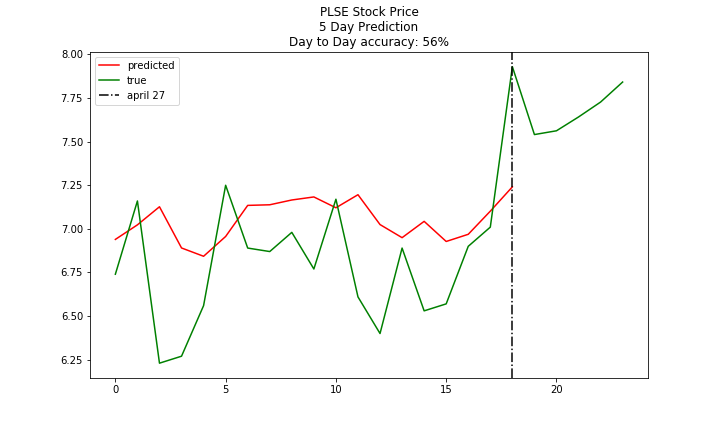 PLSE Stock Price
5 Day Prediction
Day to Day accuracy: 56%
predicted
true
april 27
8.00
7.75
7.50
7.25
7.00
6.75
6.50
6.25
0 5 10 15 20